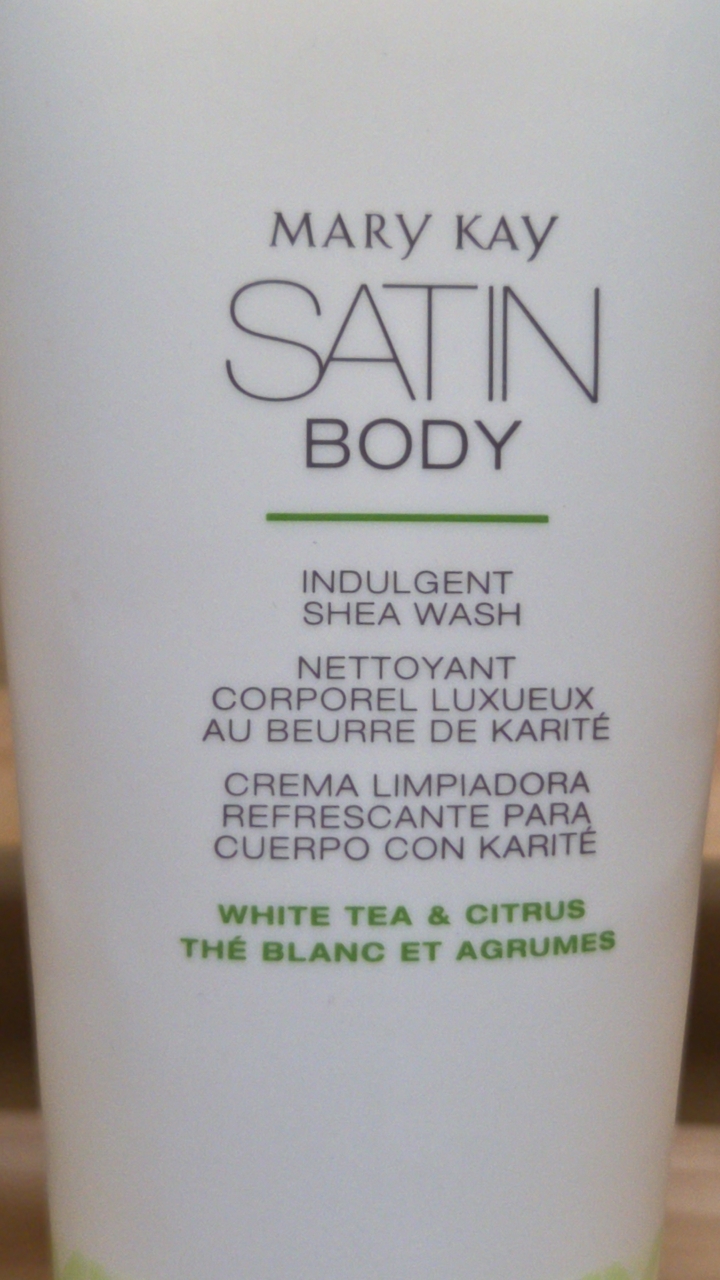 MARY KAY
SATIN
BODY
INDULGENT
SHEA WASH
NETTOYANT
CORPOREL LUXUEUX
AU BEURRE DE KARITÉ
CREMA LIMPIADORA
REFRESCANTE PARA
CUERPO CON KARITÉ
WHITE TEA & CITRUS
THÉ BLANC ET AGRUMES